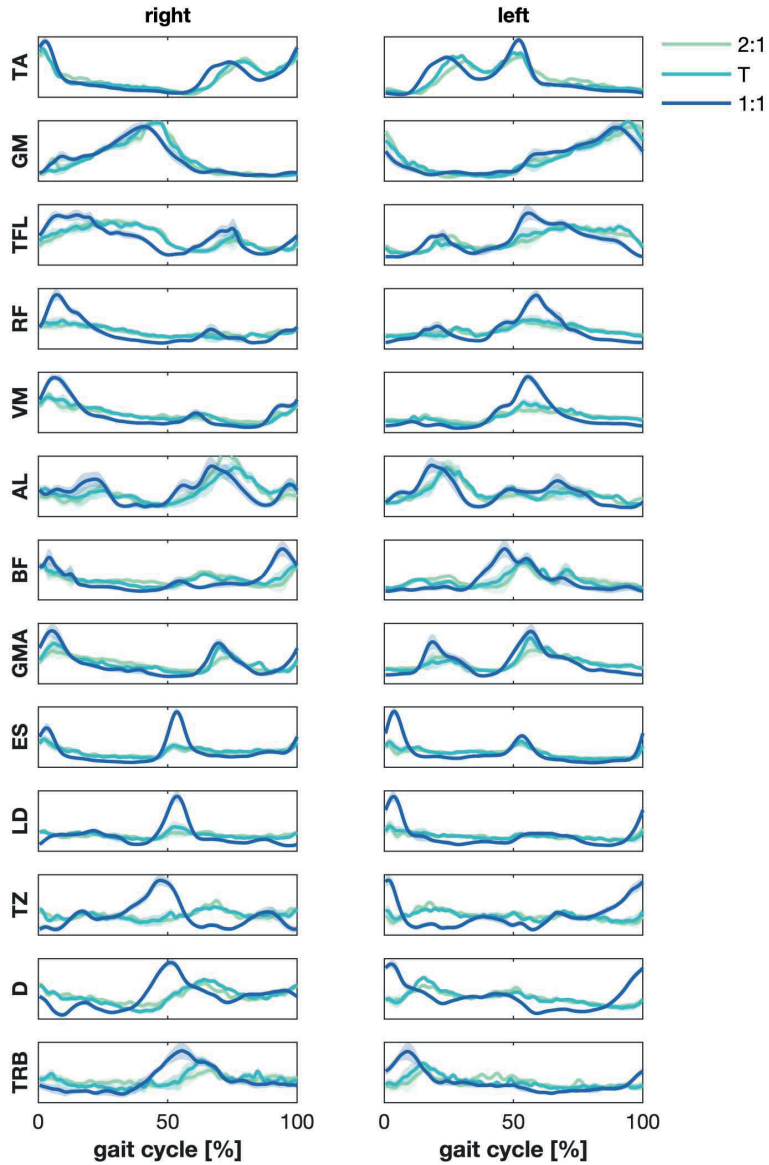 right left
2:1
T
1:1
TA
GM
TFL
RF
VM
AL
BF
GMA
ES
LD
TZ
D
TRB
0 50 100 0 50 100
gait cycle [%] gait cycle [%]